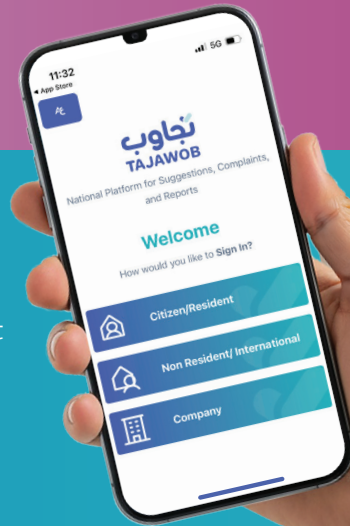 11:32
5G
◀ App Store
عربي
تجاوب
TAJAWOB
National Platform for Suggestions, Complaints,
and Reports
Welcome
How would you like to Sign In?
Citizen/Resident
Non Resident/ International
Company
t